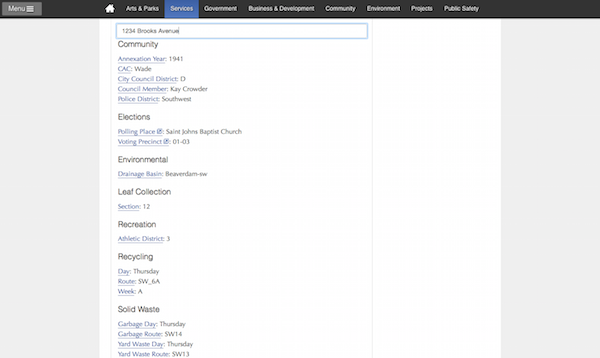 Menu Arts & Parks Services Government Business & Development Community Environment Projects Public Safety
1234 Brooks Avenue
Community
Annexation Year: 1941
CAC: Wade
City Council District: D
Council Member: Kay Crowder
Police District: Southwest
Elections
Polling Place: Saint Johns Baptist Church
Voting Precinct: 01-03
Environmental
Drainage Basin: Beaverdam-sw
Leaf Collection
Section: 12
Recreation
Athletic District: 3
Recycling
Day: Thursday
Route: SW_6A
Week: A
Solid Waste
Garbage Day: Thursday
Garbage Route: SW14
Yard Waste Day: Thursday
Yard Waste Route: SW13